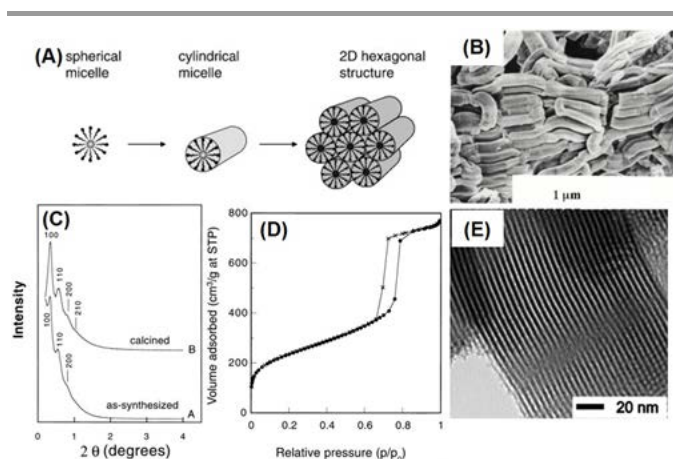 (A)
spherical
micelle
cylindrical
micelle
2D hexagonal
structure
(B)
1 μm
(C)
100
110
200
210
calcined
B
100
110
200
as-synthesized
A
Intensity
0
1
2
3
4
2 θ (degrees)
(D)
Volume adsorbed (cm³/g at STP)
800
600
400
200
0
0
0.2
0.4
0.6
0.8
1
Relative pressure (p/p₀)
(E)
20 nm